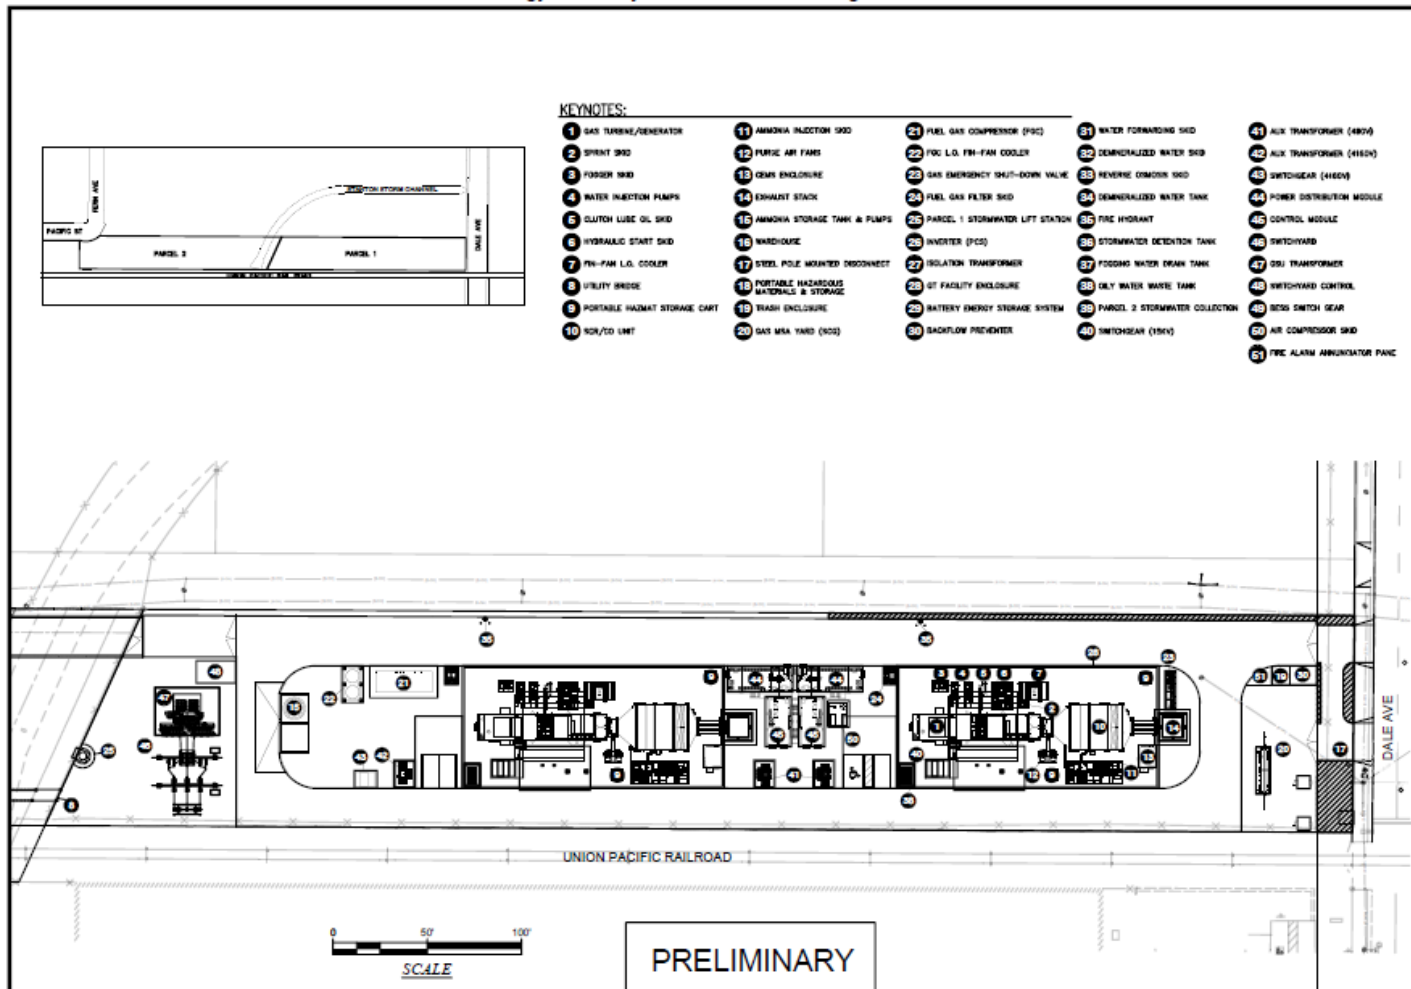 KEYNOTES:
1 GAS TURBINE/GENERATOR
2 SPRINT SKID
3 FOGGER SKID
4 WATER INJECTION PUMPS
5 CLUTCH LUBE OIL SKID
6 HYDRAULIC START SKID
7 FIN-FAN L.O. COOLER
8 UTILITY BRIDGE
9 PORTABLE HAZMAT STORAGE CART
10 SCR/CO UNIT
11 AMMONIA INJECTION SKID
12 PURGE AIR FANS
13 CEMS ENCLOSURE
14 EXHAUST STACK
15 AMMONIA STORAGE TANK & PUMPS
16 WAREHOUSE
17 STEEL POLE MOUNTED DISCONNECT
18 PORTABLE HAZARDOUS
MATERIALS & STORAGE
19 TRASH ENCLOSURE
20 GAS MSA YARD (SCG)
21 FUEL GAS COMPRESSOR (FGC)
22 FGC L.O. FIN-FAN COOLER
23 GAS EMERGENCY SHUT-DOWN VALVE
24 FUEL GAS FILTER SKID
25 PARCEL 1 STORMWATER LIFT STATION
26 INVERTER (PCS)
27 ISOLATION TRANSFORMER
28 GT FACILITY ENCLOSURE
29 BATTERY ENERGY STORAGE SYSTEM
30 BACKFLOW PREVENTER
31 WATER FORWARDING SKID
32 DEMINERALIZED WATER SKID
33 REVERSE OSMOSIS SKID
34 DEMINERALIZED WATER TANK
35 FIRE HYDRANT
36 STORMWATER DETENTION TANK
37 FOGGING WATER DRAIN TANK
38 OILY WATER WASTE TANK
39 PARCEL 2 STORMWATER COLLECTION
40 SWITCHGEAR (15KV)
41 AUX TRANSFORMER (480V)
42 AUX TRANSFORMER (4160V)
43 SWITCHGEAR (4160V)
44 POWER DISTRIBUTION MODULE
45 CONTROL MODULE
46 SWITCHYARD
47 GSU TRANSFORMER
48 SWITCHYARD CONTROL
49 BESS SWITCH GEAR
50 AIR COMPRESSOR SKID
51 FIRE ALARM ANNUNCIATOR PANE
FERN AVE
STANTON STORM CHANNEL
PACIFIC ST
PARCEL 2
PARCEL 1
DALE AVE
DALE AVE
UNION PACIFIC RAILROAD
0 50' 100'
SCALE
PRELIMINARY